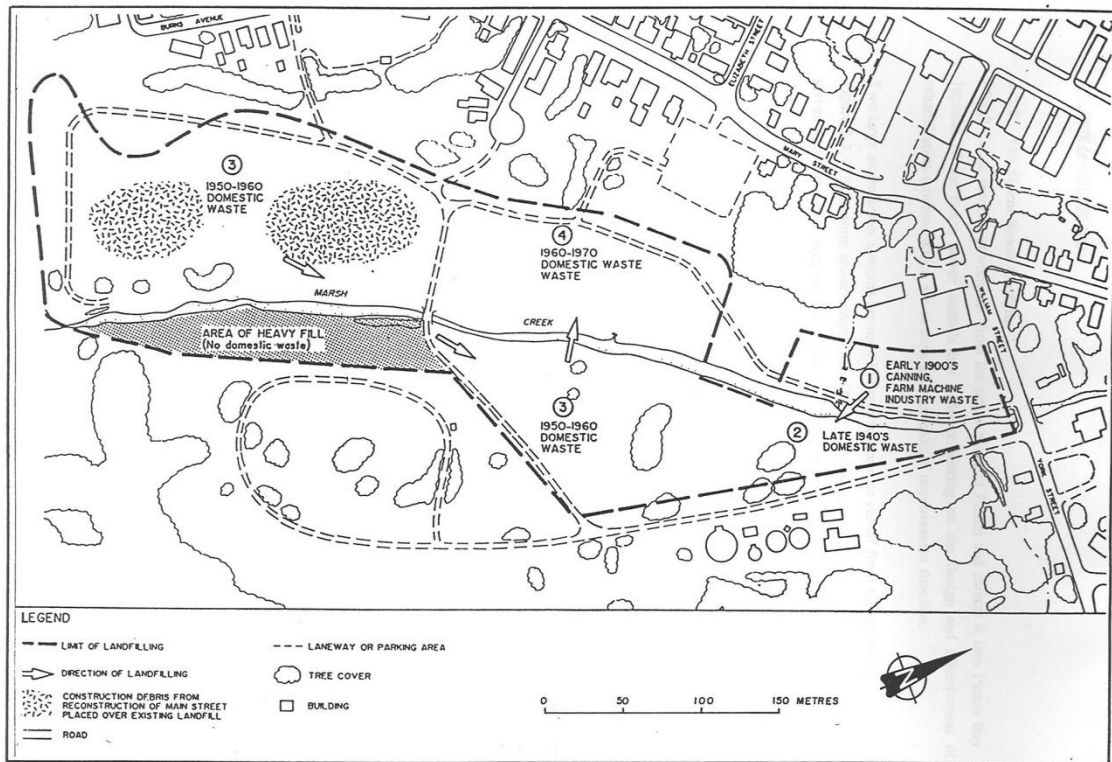 BURNS AVENUE
ELIZABETH STREET
MARY STREET
③
1950-1960
DOMESTIC
WASTE
④
1960-1970
DOMESTIC WASTE
WASTE
MARSH
CREEK
WILLIAM STREET
AREA OF HEAVY FILL
(No domestic waste)
①
EARLY 1900'S
CANNING,
FARM MACHINE
INDUSTRY WASTE
③
1950-1960
DOMESTIC
WASTE
②
LATE 1940'S
DOMESTIC WASTE
YORK STREET
LEGEND
LIMIT OF LANDFILLING
DIRECTION OF LANDFILLING
CONSTRUCTION DEBRIS FROM
RECONSTRUCTION OF MAIN STREET
PLACED OVER EXISTING LANDFILL
ROAD
LANEWAY OR PARKING AREA
TREE COVER
BUILDING
0 50 100 150 METRES
N